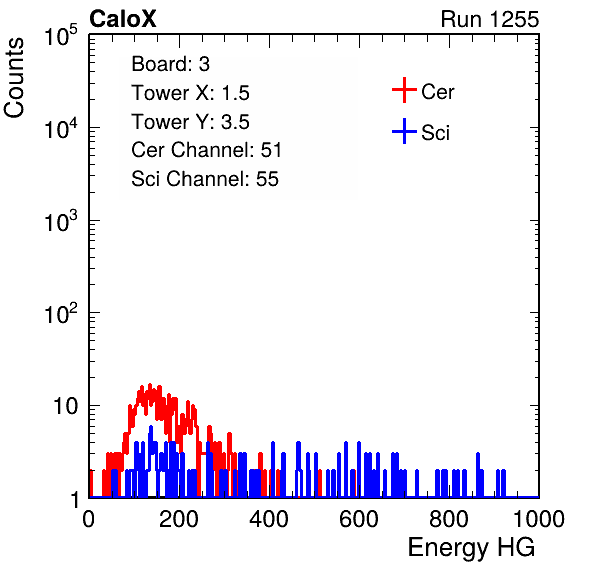 CaloX Run 1255
Counts
Board: 3
Tower X: 1.5
Tower Y: 3.5
Cer Channel: 51
Sci Channel: 55
Cer
Sci
10^5
10^4
10^3
10^2
10
1
0 200 400 600 800 1000
Energy HG